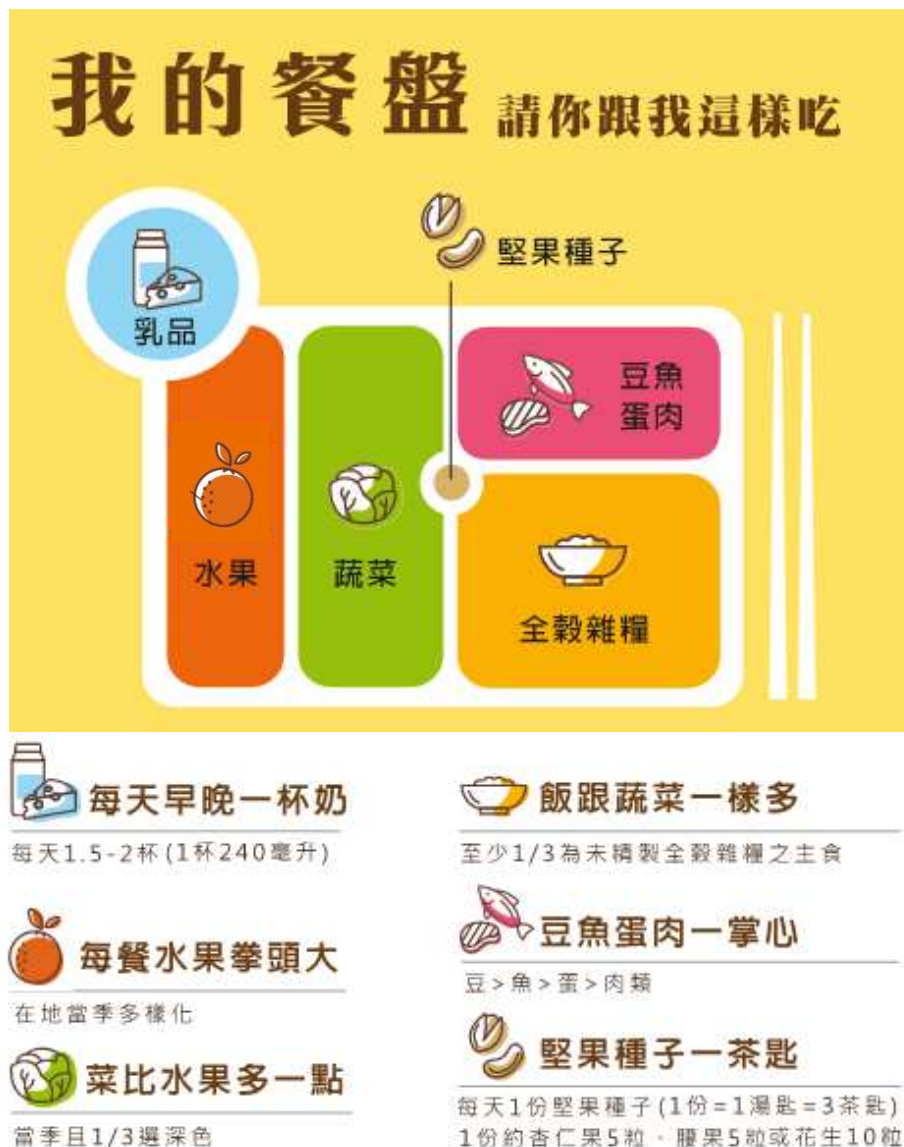 我的餐盤 請你跟我這樣吃
堅果種子
乳品
豆魚
蛋肉
水果
蔬菜
全穀雜糧
每天早晚一杯奶
每天1.5-2杯(1杯240毫升)
每餐水果拳頭大
在地當季多樣化
菜比水果多一點
當季且1/3選深色
飯跟蔬菜一樣多
至少1/3為未精製全穀雜糧之主食
豆魚蛋肉一掌心
豆>魚>蛋>肉類
堅果種子一茶匙
每天1份堅果種子(1份=1湯匙=3茶匙)
1份約杏仁果5粒、腰果5粒或花生10粒